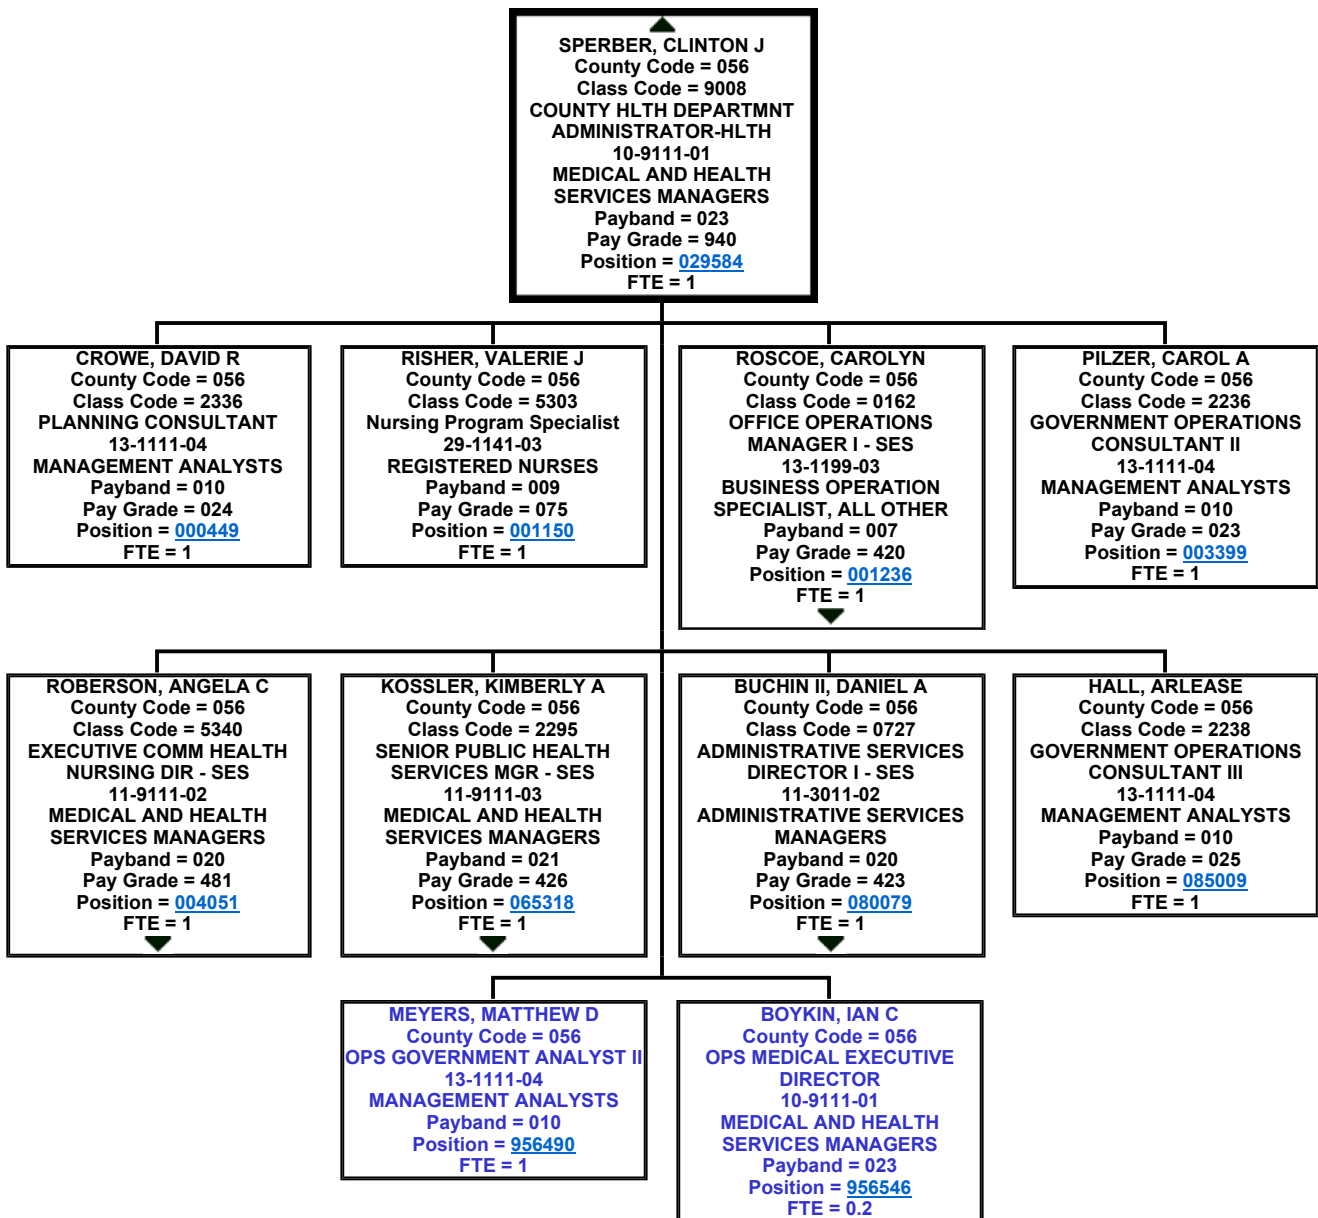 SPERBER, CLINTON J
County Code = 056
Class Code = 9008
COUNTY HLTH DEPARTMNT
ADMINISTRATOR-HLTH
10-9111-01
MEDICAL AND HEALTH
SERVICES MANAGERS
Payband = 023
Pay Grade = 940
Position = 029584
FTE = 1
CROWE, DAVID R
County Code = 056
Class Code = 2336
PLANNING CONSULTANT
13-1111-04
MANAGEMENT ANALYSTS
Payband = 010
Pay Grade = 024
Position = 000449
FTE = 1
RISHER, VALERIE J
County Code = 056
Class Code = 5303
Nursing Program Specialist
29-1141-03
REGISTERED NURSES
Payband = 009
Pay Grade = 075
Position = 001150
FTE = 1
ROSCOE, CAROLYN
County Code = 056
Class Code = 0162
OFFICE OPERATIONS
MANAGER I - SES
13-1199-03
BUSINESS OPERATION
SPECIALIST, ALL OTHER
Payband = 007
Pay Grade = 420
Position = 001236
FTE = 1
PILZER, CAROL A
County Code = 056
Class Code = 2236
GOVERNMENT OPERATIONS
CONSULTANT II
13-1111-04
MANAGEMENT ANALYSTS
Payband = 010
Pay Grade = 023
Position = 003399
FTE = 1
ROBERSON, ANGELA C
County Code = 056
Class Code = 5340
EXECUTIVE COMM HEALTH
NURSING DIR - SES
11-9111-02
MEDICAL AND HEALTH
SERVICES MANAGERS
Payband = 020
Pay Grade = 481
Position = 004051
FTE = 1
KOSSLER, KIMBERLY A
County Code = 056
Class Code = 2295
SENIOR PUBLIC HEALTH
SERVICES MGR - SES
11-9111-03
MEDICAL AND HEALTH
SERVICES MANAGERS
Payband = 021
Pay Grade = 426
Position = 065318
FTE = 1
BUCHIN II, DANIEL A
County Code = 056
Class Code = 0727
ADMINISTRATIVE SERVICES
DIRECTOR I - SES
11-3011-02
ADMINISTRATIVE SERVICES
MANAGERS
Payband = 020
Pay Grade = 423
Position = 080079
FTE = 1
HALL, ARLEASE
County Code = 056
Class Code = 2238
GOVERNMENT OPERATIONS
CONSULTANT III
13-1111-04
MANAGEMENT ANALYSTS
Payband = 010
Pay Grade = 025
Position = 085009
FTE = 1
MEYERS, MATTHEW D
County Code = 056
OPS GOVERNMENT ANALYST II
13-1111-04
MANAGEMENT ANALYSTS
Payband = 010
Position = 956490
FTE = 1
BOYKIN, IAN C
County Code = 056
OPS MEDICAL EXECUTIVE
DIRECTOR
10-9111-01
MEDICAL AND HEALTH
SERVICES MANAGERS
Payband = 023
Position = 956546
FTE = 0.2